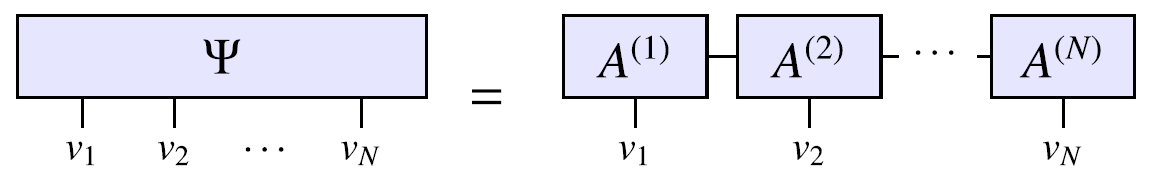 Ψ = A^{(1)} A^{(2)} ⋯ A^{(N)}
v_1 v_2 ⋯ v_N v_1 v_2 v_N